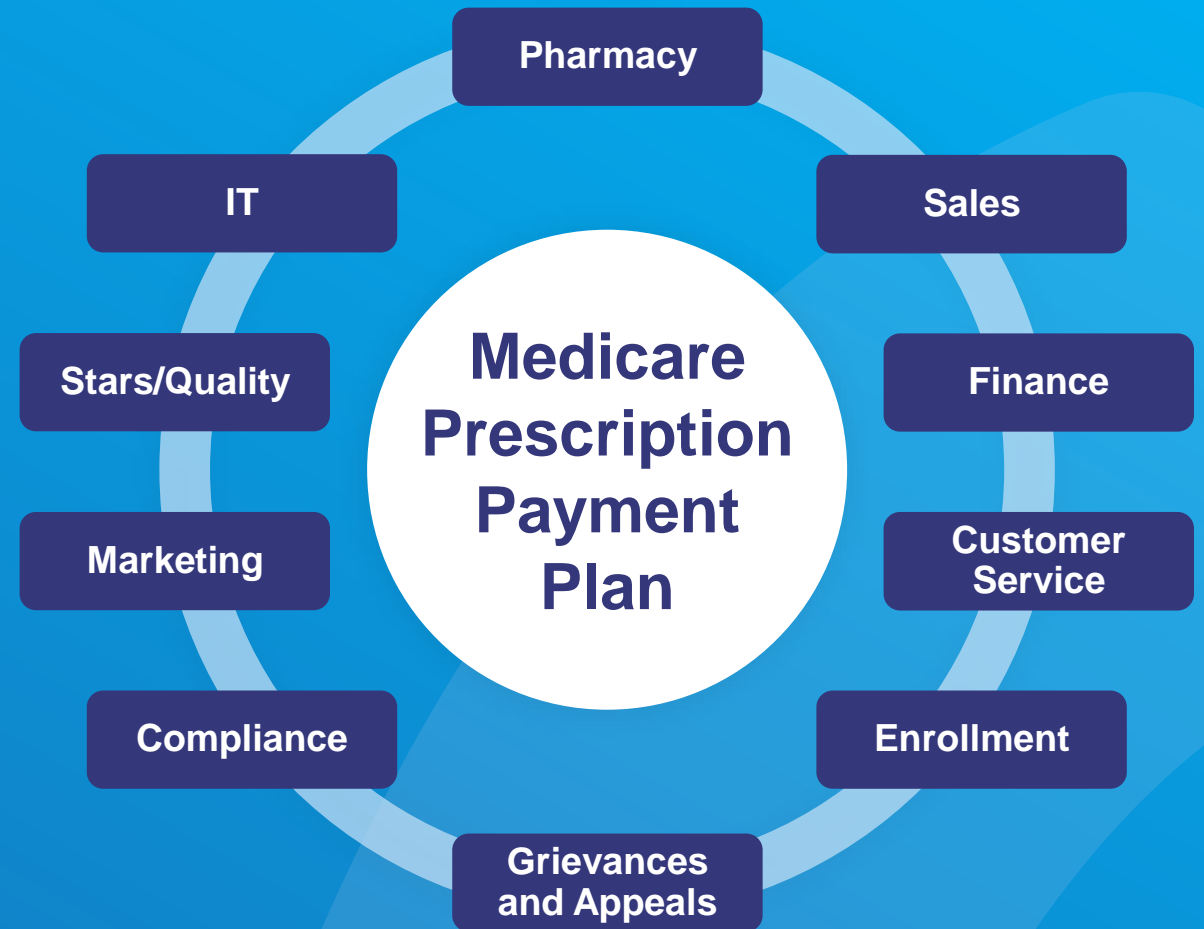 Pharmacy
IT
Sales
Medicare
Prescription
Payment
Plan
Stars/Quality
Finance
Marketing
Customer
Service
Compliance
Enrollment
Grievances
and Appeals